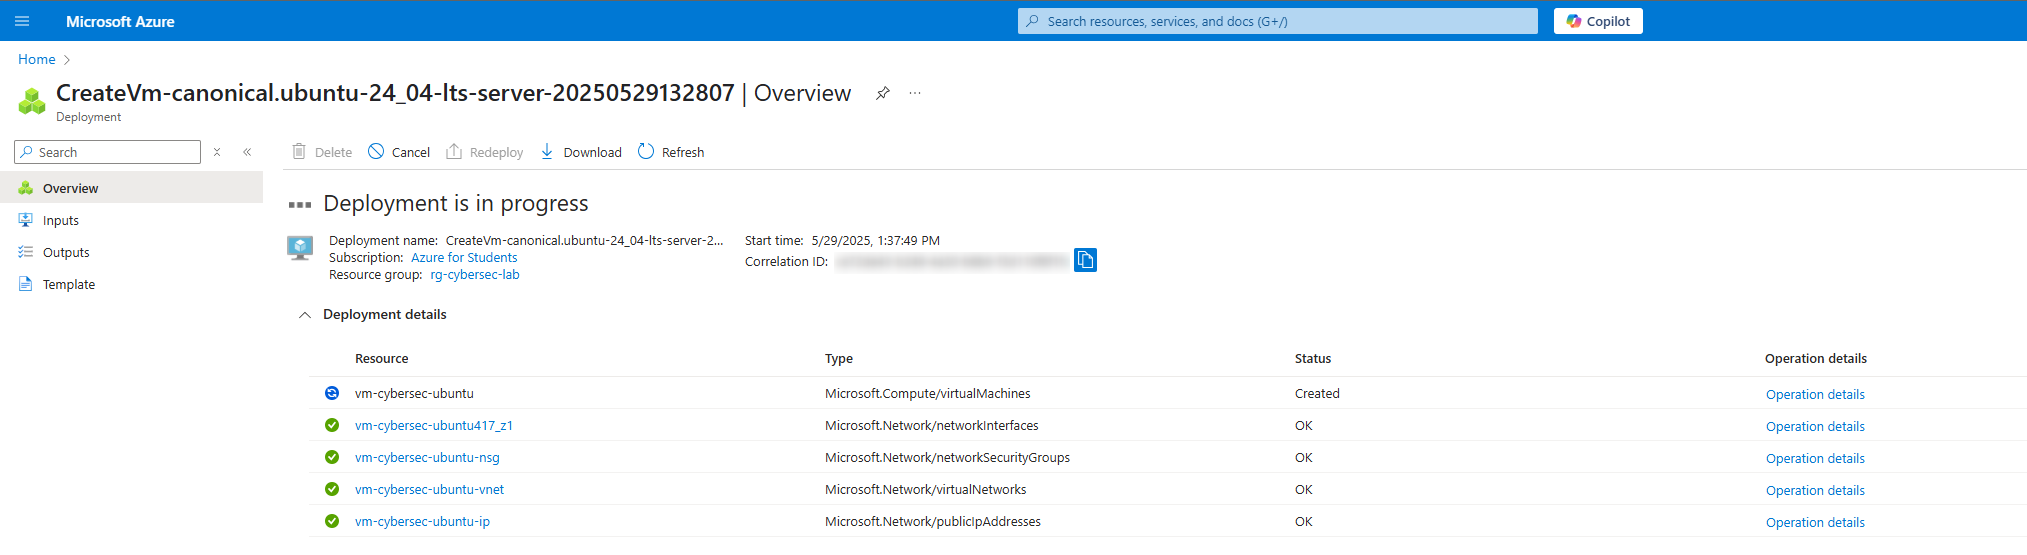 Microsoft Azure
Search resources, services, and docs (G+/)
Copilot
Home
CreateVm-canonical.ubuntu-24_04-lts-server-20250529132807 | Overview
Deployment
Search
Delete Cancel Redeploy Download Refresh
Overview
Inputs
Outputs
Template
Deployment is in progress
Deployment name: CreateVm-canonical.ubuntu-24_04-lts-server-2...
Subscription: Azure for Students
Resource group: rg-cybersec-lab
Start time: 5/29/2025, 1:37:49 PM
Correlation ID:
Deployment details
Resource Type Status Operation details
vm-cybersec-ubuntu Microsoft.Compute/virtualMachines Created Operation details
vm-cybersec-ubuntu417_z1 Microsoft.Network/networkInterfaces OK Operation details
vm-cybersec-ubuntu-nsg Microsoft.Network/networkSecurityGroups OK Operation details
vm-cybersec-ubuntu-vnet Microsoft.Network/virtualNetworks OK Operation details
vm-cybersec-ubuntu-ip Microsoft.Network/publicIpAddresses OK Operation details